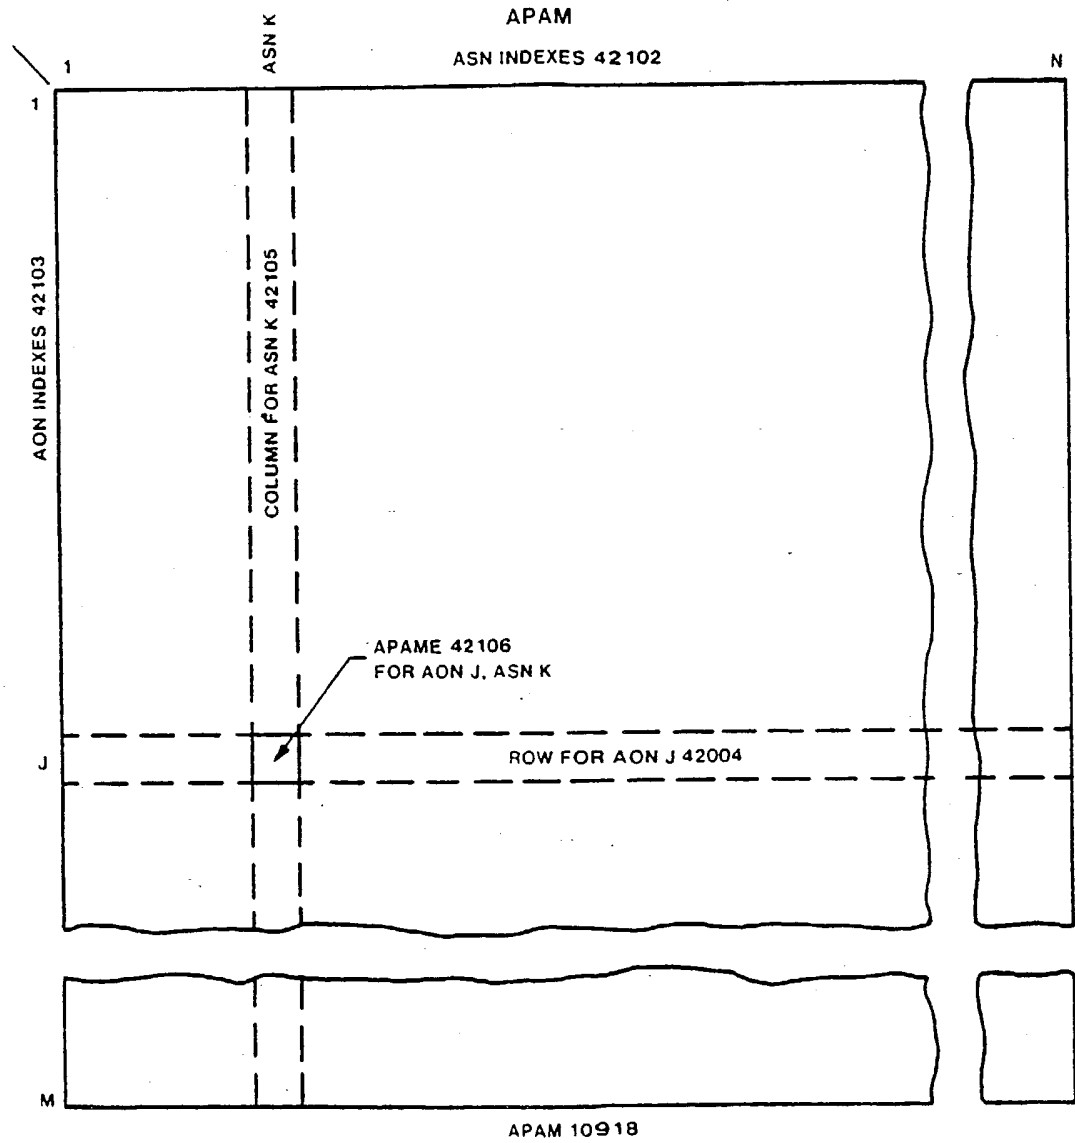 APAM
ASN K
ASN INDEXES 42102
1
N
1
AON INDEXES 42103
COLUMN FOR ASN K 42105
APAME 42106
FOR AON J, ASN K
J
ROW FOR AON J 42004
M
APAM 10918